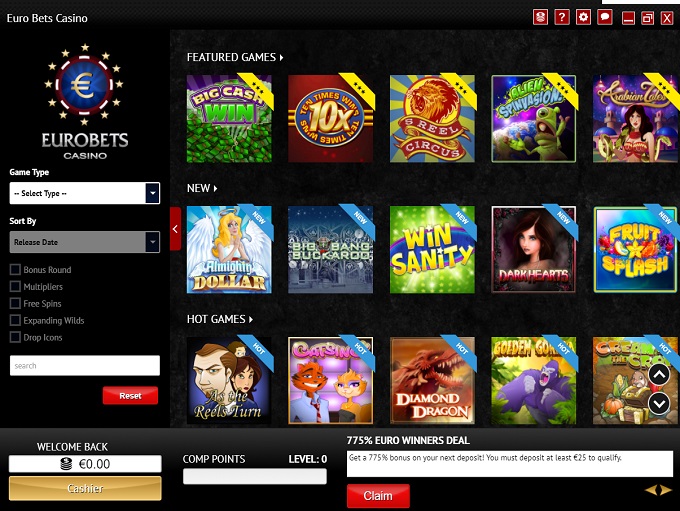 Euro Bets Casino
?
X
€
EUROBETS
CASINO
Game Type
-- Select Type --
Sort By
Release Date
Bonus Round
Multipliers
Free Spins
Expanding Wilds
Drop Icons
search
Reset
FEATURED GAMES
BIG CASH
WIN
TEN TIMES WINS
10X
TEN TIMES WINS
5 REEL
CIRCUS
ALIEN
SPINVASION
Arabian Tales
NEW
NEW
Almighty
DOLLAR
NEW
BIG BANG
BUCKAROO
NEW
WIN
SANITY
NEW
DARKHEARTS
NEW
FRUIT
SPLASH
HOT GAMES
HOT
As the
Reels Turn
HOT
CATSINO
HOT
DIAMOND
DRAGON
HOT
GOLDEN GORILLA
HOT
CREAM
THE CROP
WELCOME BACK
€0.00
Cashier
COMP POINTS
LEVEL: 0
775% EURO WINNERS DEAL
Get a 775% bonus on your next deposit! You must deposit at least €25 to qualify.
Claim